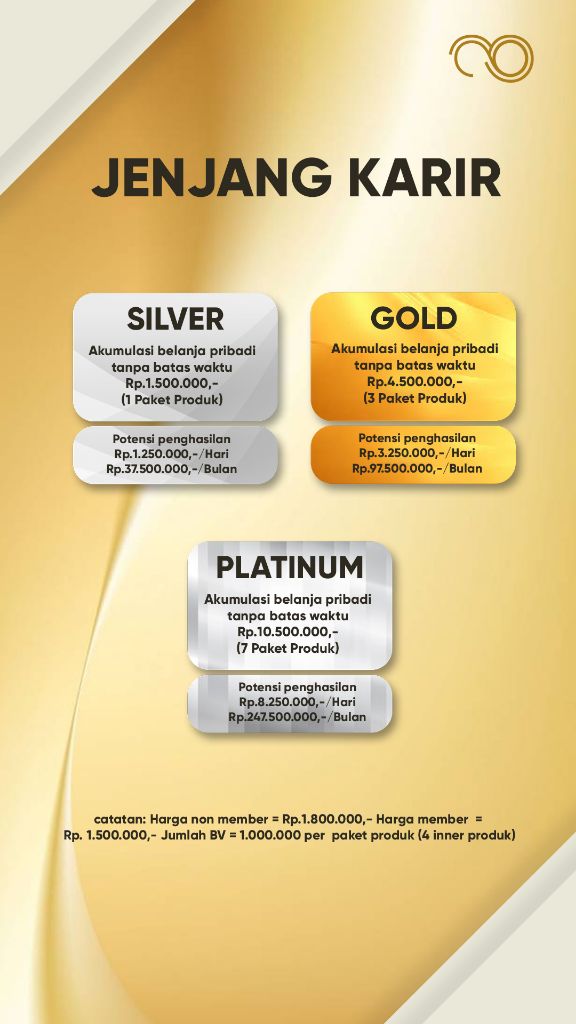 JENJANG KARIR
SILVER
Akumulasi belanja pribadi
tanpa batas waktu
Rp.1.500.000,-
(1 Paket Produk)
Potensi penghasilan
Rp.1.250.000,-/Hari
Rp.37.500.000,-/Bulan
GOLD
Akumulasi belanja pribadi
tanpa batas waktu
Rp.4.500.000,-
(3 Paket Produk)
Potensi penghasilan
Rp.3.250.000,-/Hari
Rp.97.500.000,-/Bulan
PLATINUM
Akumulasi belanja pribadi
tanpa batas waktu
Rp.10.500.000,-
(7 Paket Produk)
Potensi penghasilan
Rp.8.250.000,-/Hari
Rp.247.500.000,-/Bulan
catatan: Harga non member = Rp.1.800.000,- Harga member =
Rp. 1.500.000,- Jumlah BV = 1.000.000 per paket produk (4 inner produk)